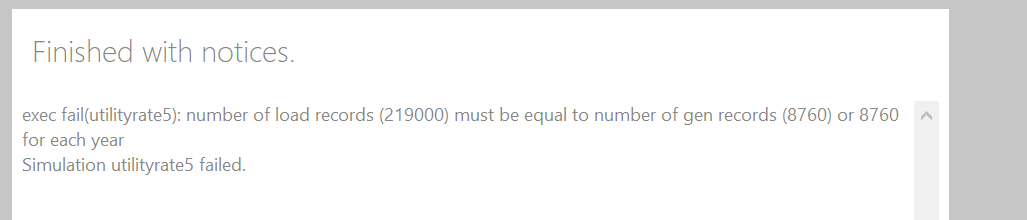 Finished with notices.
exec fail(utilityrate5): number of load records (219000) must be equal to number of gen records (8760) or 8760
for each year
Simulation utilityrate5 failed.